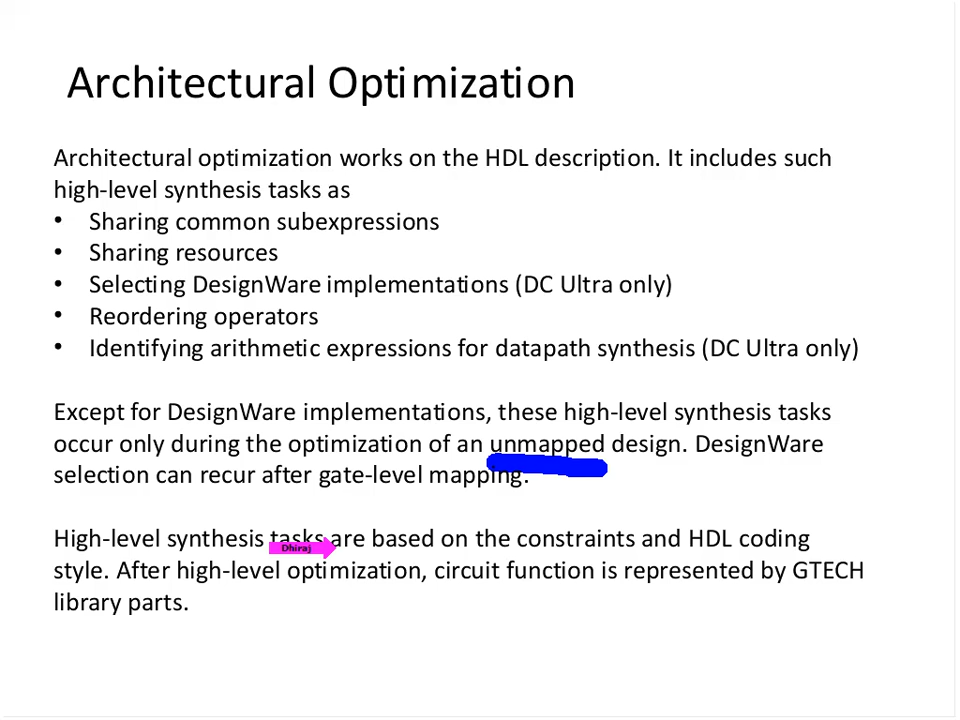 Architectural Optimization
Architectural optimization works on the HDL description. It includes such
high-level synthesis tasks as
• Sharing common subexpressions
• Sharing resources
• Selecting DesignWare implementations (DC Ultra only)
• Reordering operators
• Identifying arithmetic expressions for datapath synthesis (DC Ultra only)
Except for DesignWare implementations, these high-level synthesis tasks
occur only during the optimization of an unmapped design. DesignWare
selection can recur after gate-level mapping.
High-level synthesis tasks are based on the constraints and HDL coding
Dhiraj
style. After high-level optimization, circuit function is represented by GTECH
library parts.